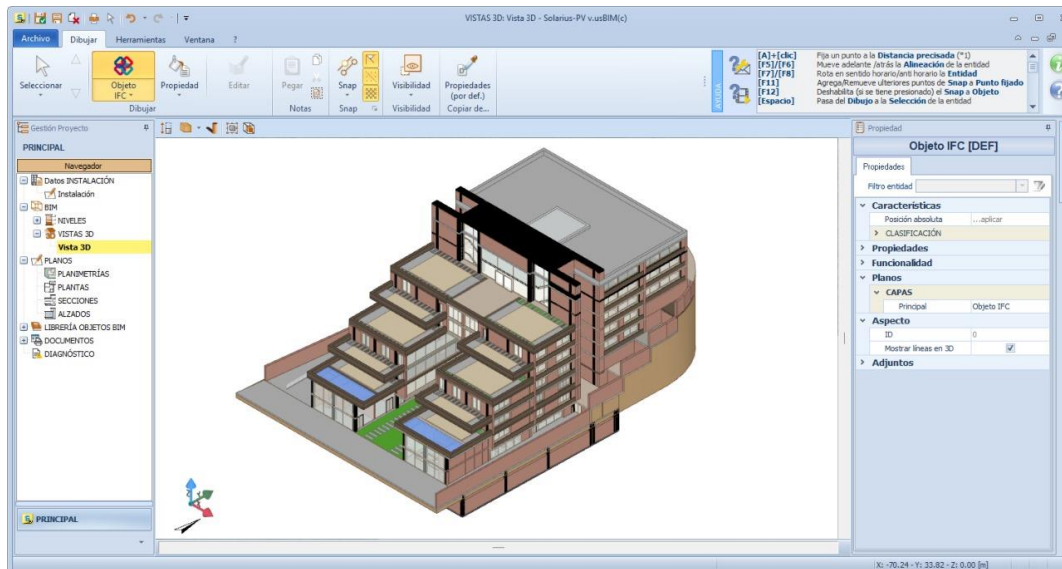 VISTAS 3D: Vista 3D - Solarius-PV v.usBIM(c)
Archivo Dibujar Herramientas Ventana ?
Seleccionar
Objeto IFC
Propiedad
Editar
Pegar
Snap
Visibilidad
Propiedades (por def.)
Dibujar Notas Snap Visibilidad Copiar de...
AYUDA
[A]+[clic] Fija un punto a la Distancia precisada (*1)
[F5]/[F6] Mueve adelante /atrás la Alineación de la entidad
[F7]/[F8] Rota en sentido horario/anti horario la Entidad
[F11] Agrega/Remueve ulteriores puntos de Snap a Punto fijado
[F12] Deshabilita (si se tiene presionado) el Snap a Objeto
[Espacio] Pasa del Dibujo a la Selección de la entidad
Gestión Proyecto
PRINCIPAL
Navegador
Datos INSTALACIÓN
Instalación
BIM
NIVELES
VISTAS 3D
Vista 3D
PLANOS
PLANIMETRÍAS
PLANTAS
SECCIONES
ALZADOS
LIBRERÍA OBJETOS BIM
DOCUMENTOS
DIAGNÓSTICO
PRINCIPAL
Propiedad
Objeto IFC [DEF]
Propiedades
Filtro entidad
Características
Posición absoluta ...aplicar
CLASIFICACIÓN
Propiedades
Funcionalidad
Planos
CAPAS
Principal Objeto IFC
Aspecto
ID 0
Mostrar líneas en 3D
Adjuntos
X: -70.24 - Y: 33.82 - Z: 0.00 [m]